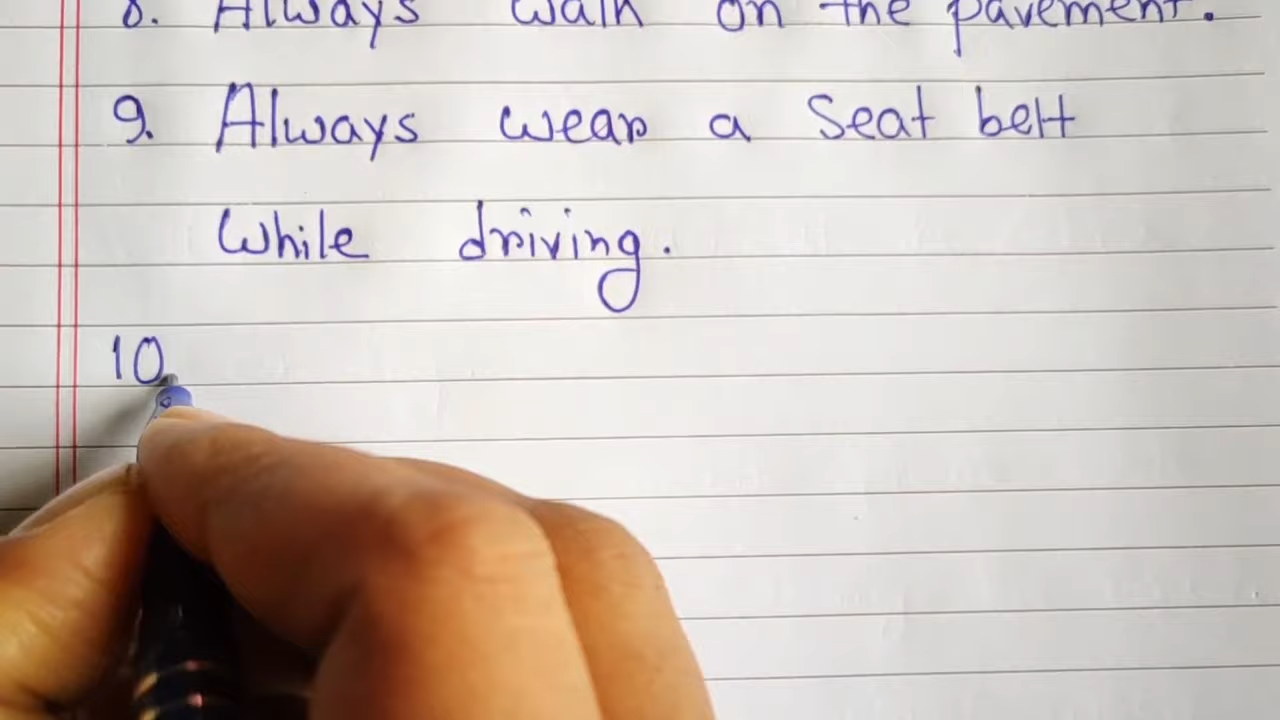 8. Always walk on the pavement.
9. Always wear a Seat belt
While driving.
10.